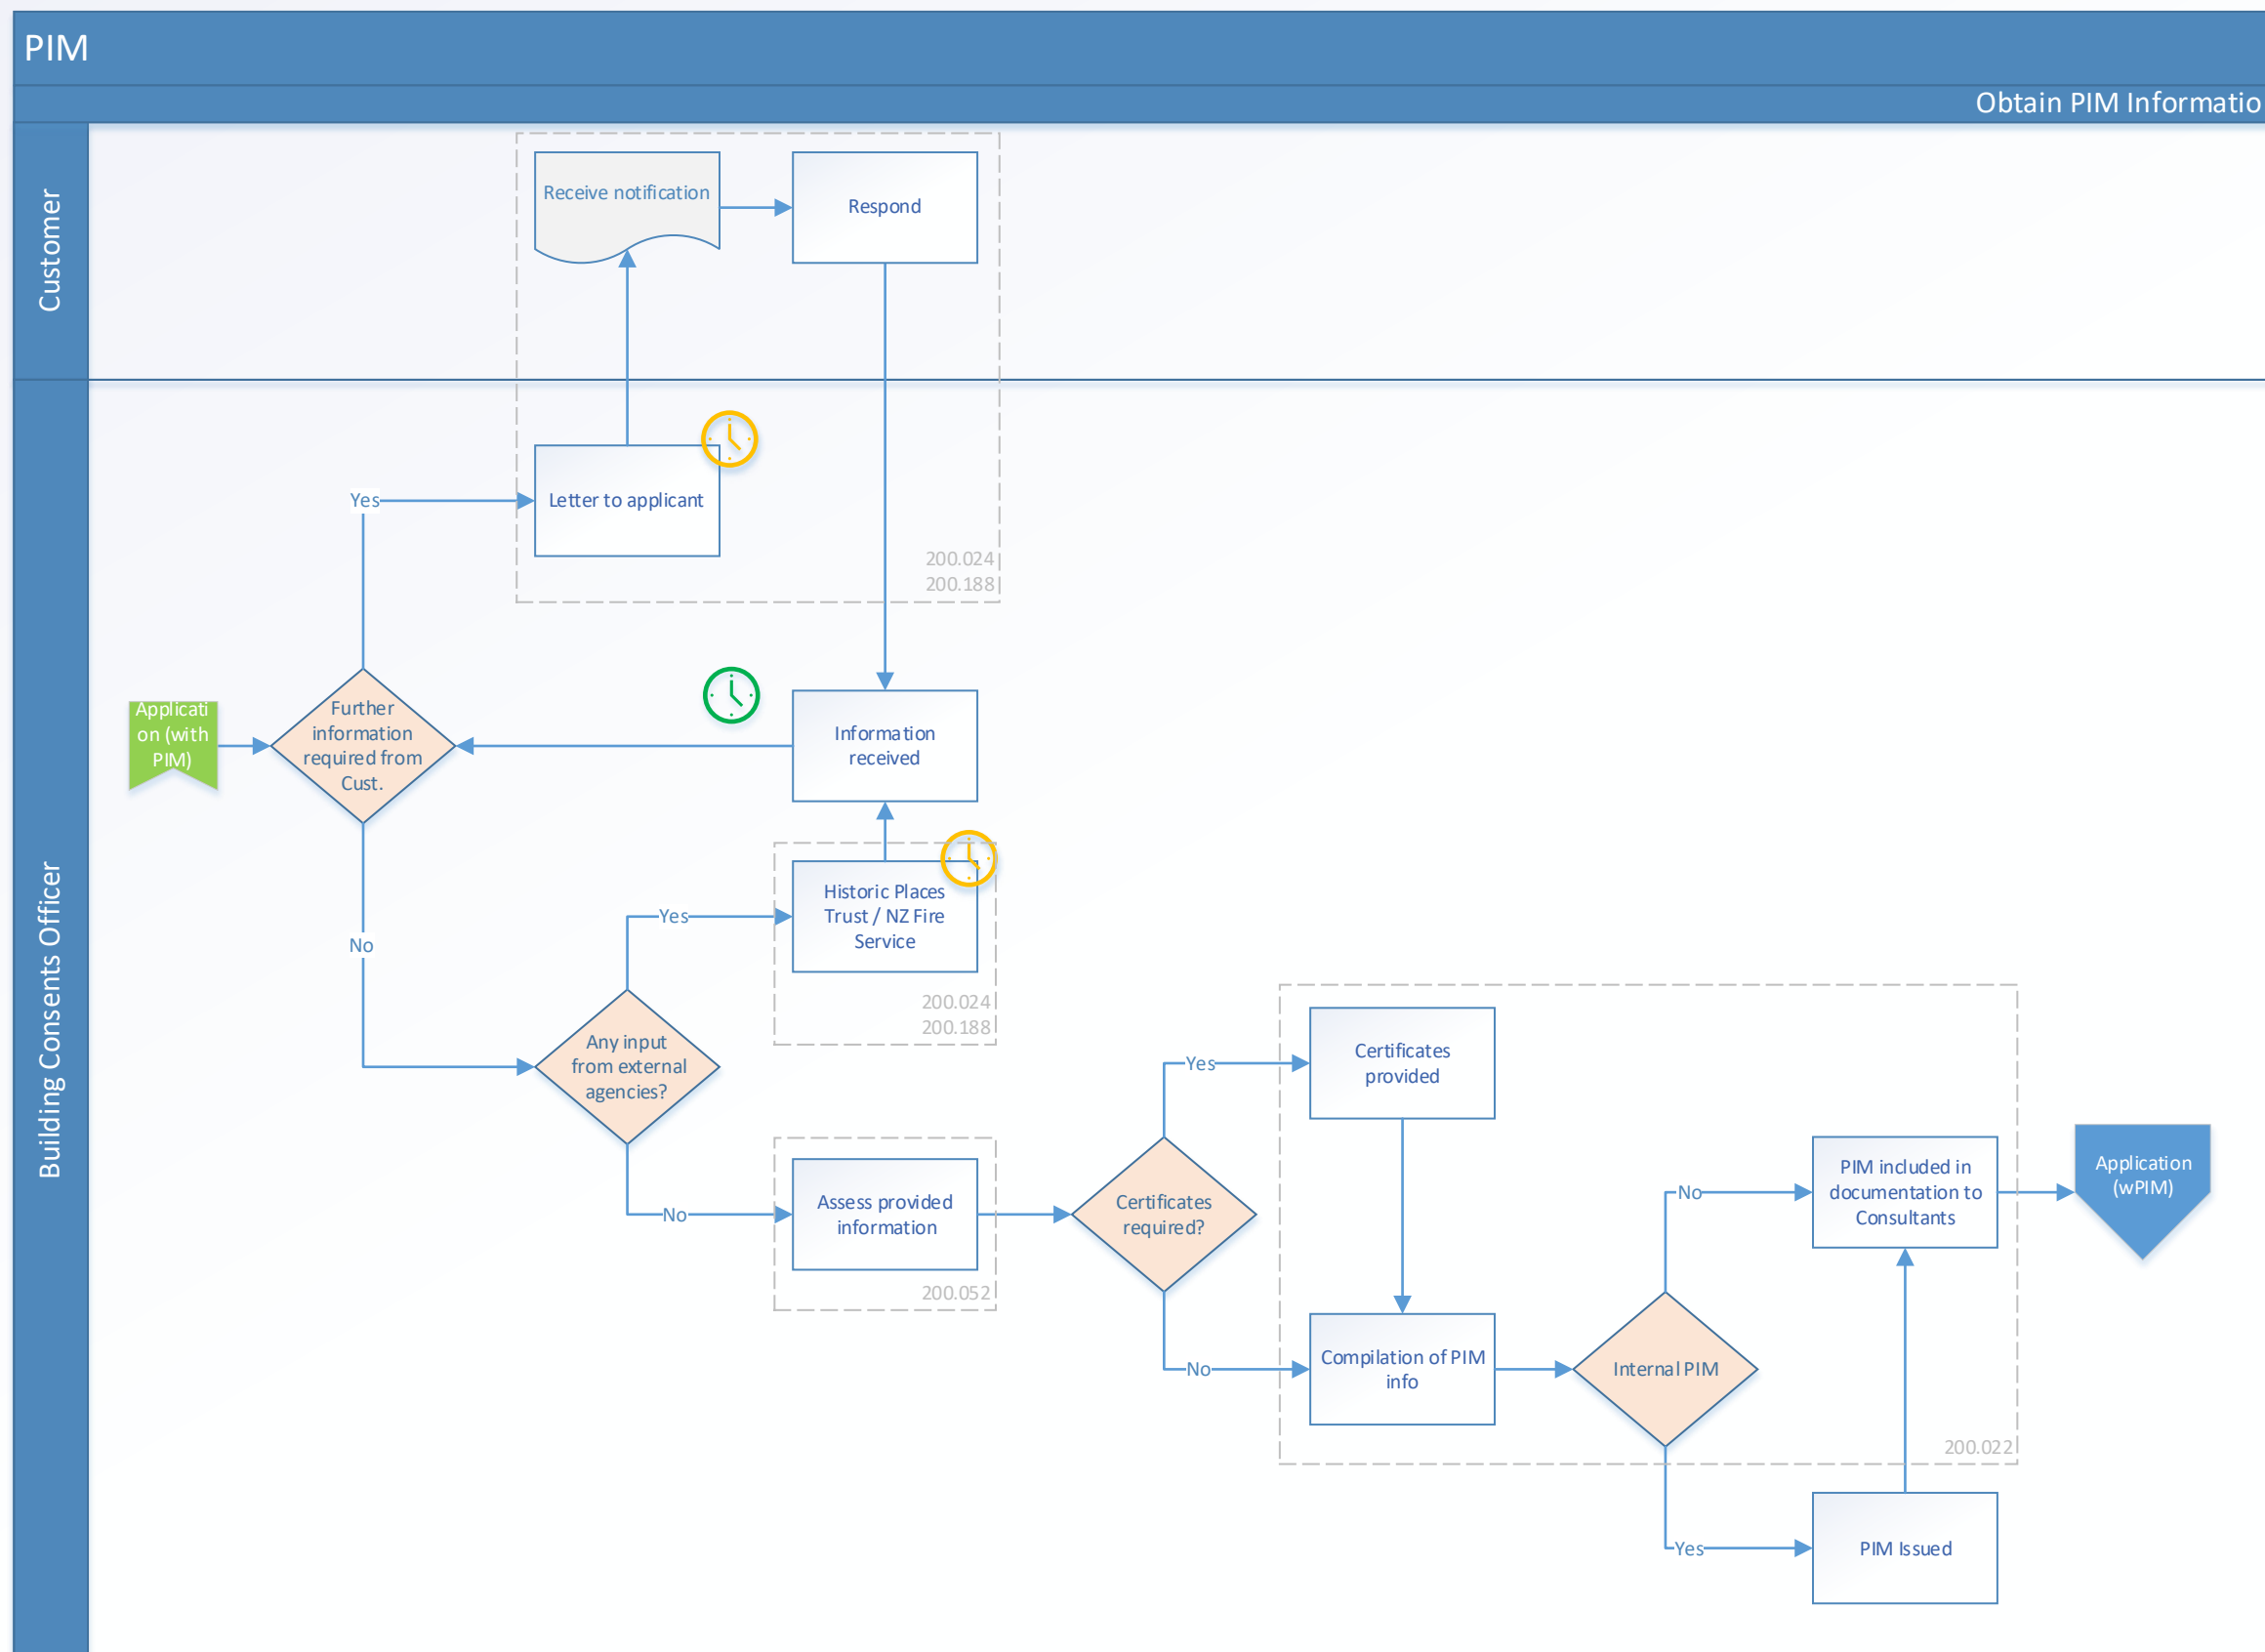 PIM
Obtain PIM Informatio
Customer
Receive notification
Respond
Building Consents Officer
Letter to applicant
Yes
200.024
200.188
Applicati
on (with
PIM)
Further
information
required from
Cust.
Information
received
No
Historic Places
Trust / NZ Fire
Service
Yes
200.024
200.188
Any input
from external
agencies?
No
Assess provided
information
200.052
Certificates
required?
Yes
Certificates
provided
No
Compilation of PIM
info
Internal PIM
No
PIM included in
documentation to
Consultants
Application
(wPIM)
200.022
Yes
PIM Issued